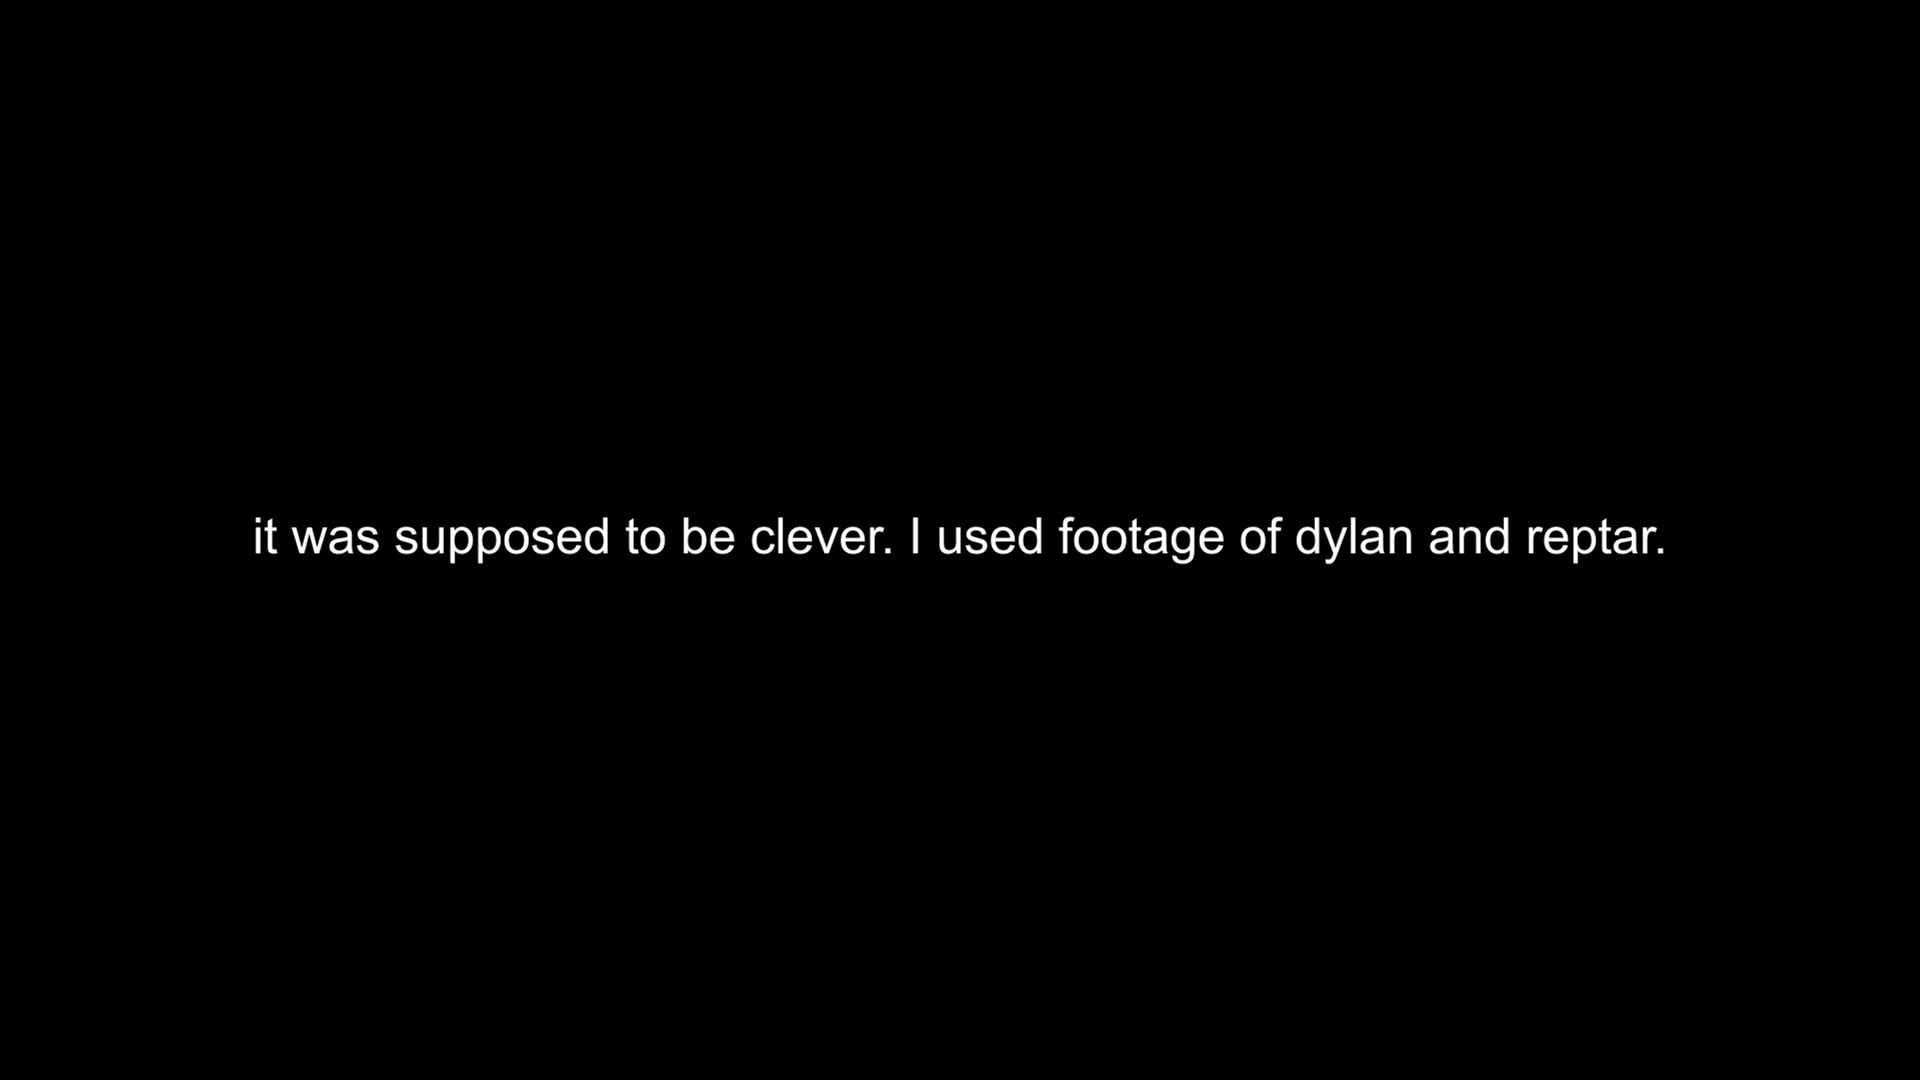 it was supposed to be clever. I used footage of dylan and reptar.